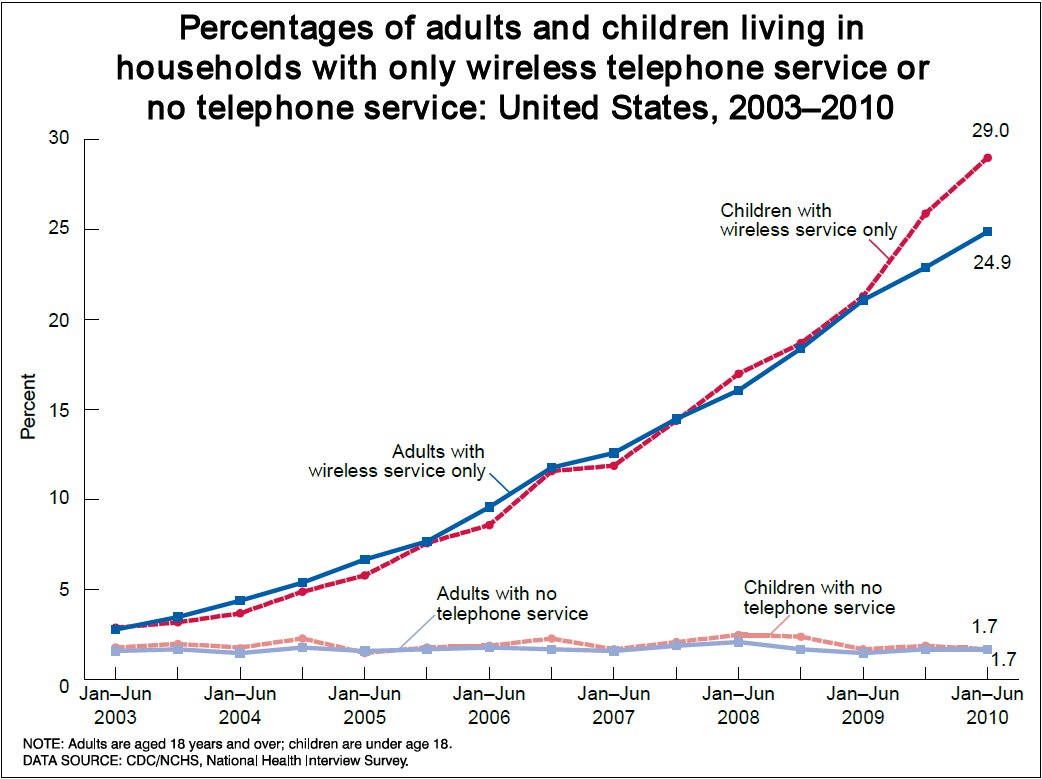 Percentages of adults and children living in
households with only wireless telephone service or
no telephone service: United States, 2003–2010
30
25
20
15
10
5
0
Percent
29.0
Children with
wireless service only
24.9
Adults with
wireless service only
Adults with no
telephone service
Children with no
telephone service
1.7
1.7
Jan–Jun Jan–Jun Jan–Jun Jan–Jun Jan–Jun Jan–Jun Jan–Jun Jan–Jun
2003 2004 2005 2006 2007 2008 2009 2010
NOTE: Adults are aged 18 years and over; children are under age 18.
DATA SOURCE: CDC/NCHS, National Health Interview Survey.